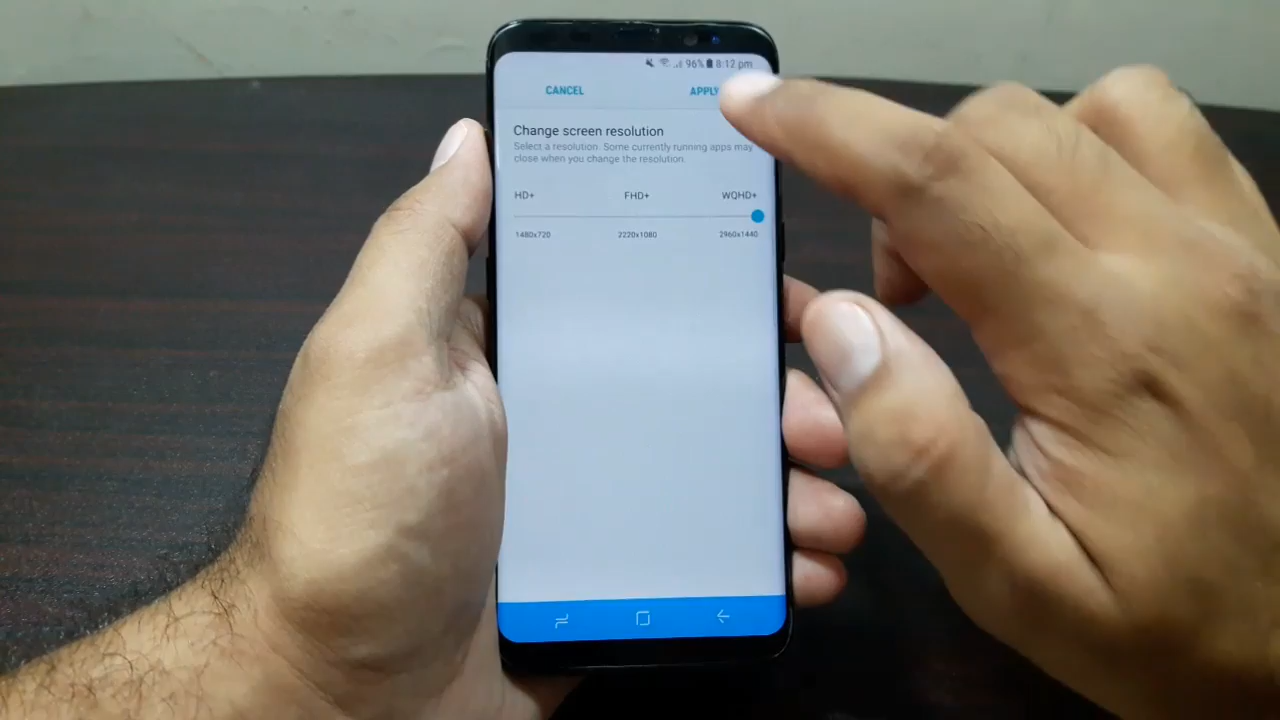 96% 8:12 pm
CANCEL APPLY
Change screen resolution
Select a resolution. Some currently running apps may
close when you change the resolution.
HD+ FHD+ WQHD+
1480x720 2220x1080 2960x1440